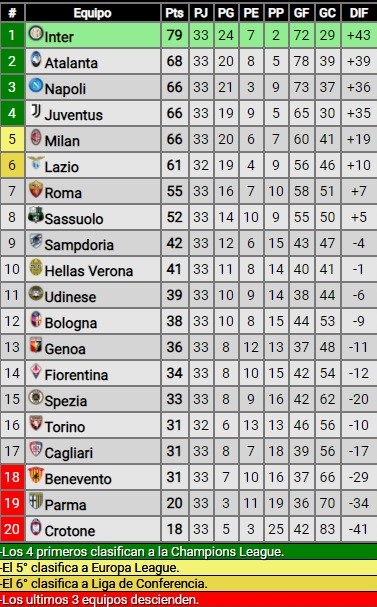 # Equipo Pts PJ PG PE PP GF GC DIF
1 Inter 79 33 24 7 2 72 29 +43
2 Atalanta 68 33 20 8 5 78 39 +39
3 Napoli 66 33 21 3 9 73 37 +36
4 Juventus 66 33 19 9 5 65 30 +35
5 Milan 66 33 20 6 7 60 41 +19
6 Lazio 61 32 19 4 9 56 46 +10
7 Roma 55 33 16 7 10 58 51 +7
8 Sassuolo 52 33 14 10 9 55 50 +5
9 Sampdoria 42 33 12 6 15 43 47 -4
10 Hellas Verona 41 33 11 8 14 40 41 -1
11 Udinese 39 33 10 9 14 38 44 -6
12 Bologna 38 33 10 8 15 44 53 -9
13 Genoa 36 33 8 12 13 37 48 -11
14 Fiorentina 34 33 8 10 15 42 54 -12
15 Spezia 33 33 8 9 16 42 62 -20
16 Torino 31 32 6 13 13 46 56 -10
17 Cagliari 31 33 8 7 18 39 56 -17
18 Benevento 31 33 7 10 16 37 66 -29
19 Parma 20 33 3 11 19 36 70 -34
20 Crotone 18 33 5 3 25 42 83 -41
-Los 4 primeros clasifican a la Champions League.
-El 5° clasifica a Europa League.
-El 6° clasifica a Liga de Conferencia.
-Los ultimos 3 equipos descienden.